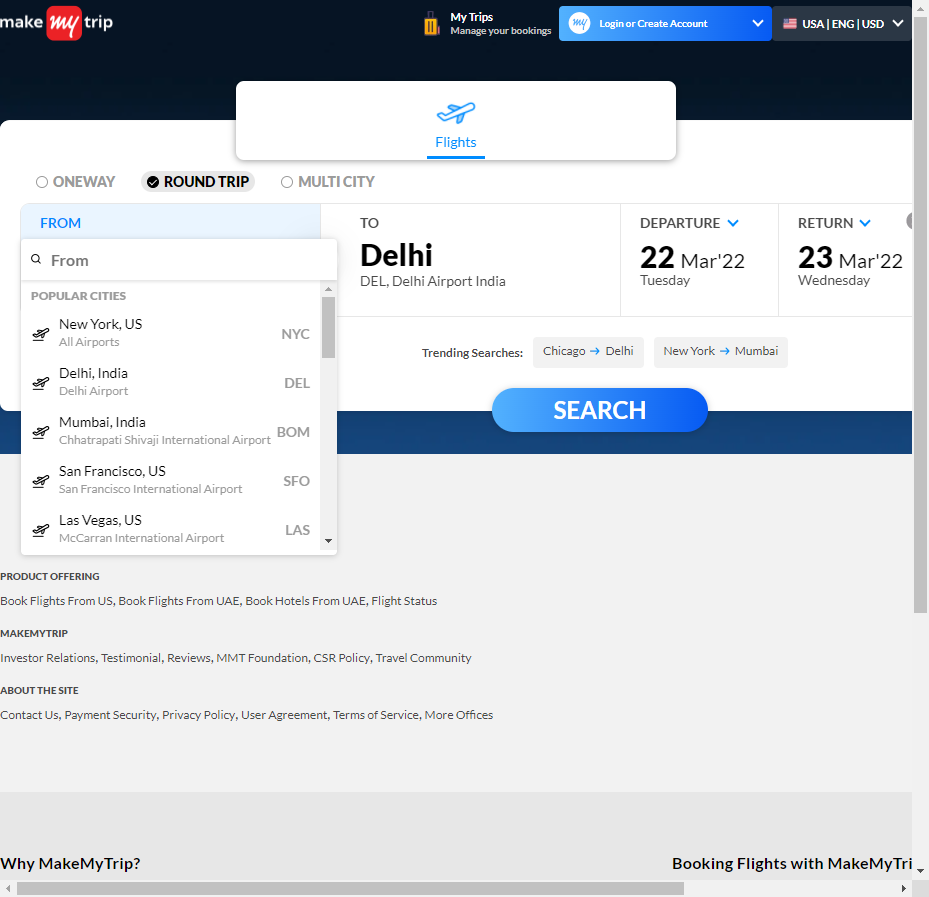 make my trip
My Trips
Manage your bookings
my Login or Create Account
USA | ENG | USD
Flights
ONEWAY
ROUND TRIP
MULTI CITY
FROM
From
POPULAR CITIES
New York, US
All Airports
NYC
Delhi, India
Delhi Airport
DEL
Mumbai, India
Chhatrapati Shivaji International Airport
BOM
San Francisco, US
San Francisco International Airport
SFO
Las Vegas, US
McCarran International Airport
LAS
TO
Delhi
DEL, Delhi Airport India
DEPARTURE
22 Mar'22
Tuesday
RETURN
23 Mar'22
Wednesday
Trending Searches:
Chicago → Delhi
New York → Mumbai
SEARCH
PRODUCT OFFERING
Book Flights From US, Book Flights From UAE, Book Hotels From UAE, Flight Status
MAKEMYTRIP
Investor Relations, Testimonial, Reviews, MMT Foundation, CSR Policy, Travel Community
ABOUT THE SITE
Contact Us, Payment Security, Privacy Policy, User Agreement, Terms of Service, More Offices
Why MakeMyTrip?
Booking Flights with MakeMyTri